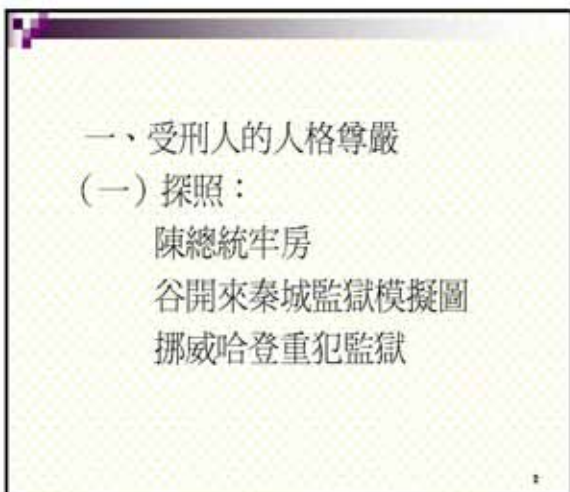 一、受刑人的人格尊嚴
(一)探照：
陳總統牢房
谷開來秦城監獄模擬圖
挪威哈登重犯監獄
2